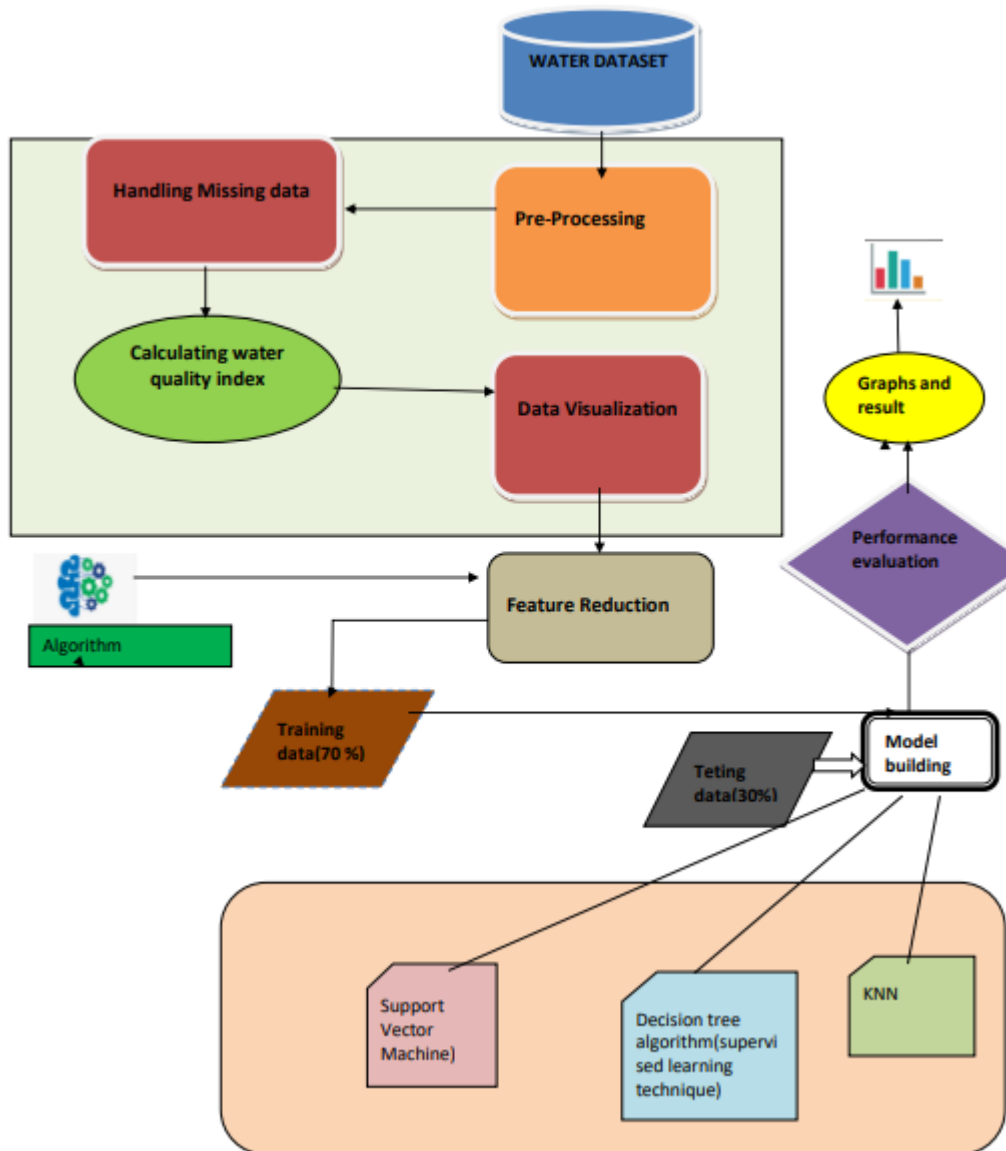 WATER DATASET
Handling Missing data
Pre-Processing
Calculating water
quality index
Data Visualization
Graphs and
result
Performance
evaluation
Feature Reduction
Algorithm
Training
data(70 %)
Teting
data(30%)
Model
building
Support
Vector
Machine)
Decision tree
algorithm(supervi
sed learning
technique)
KNN